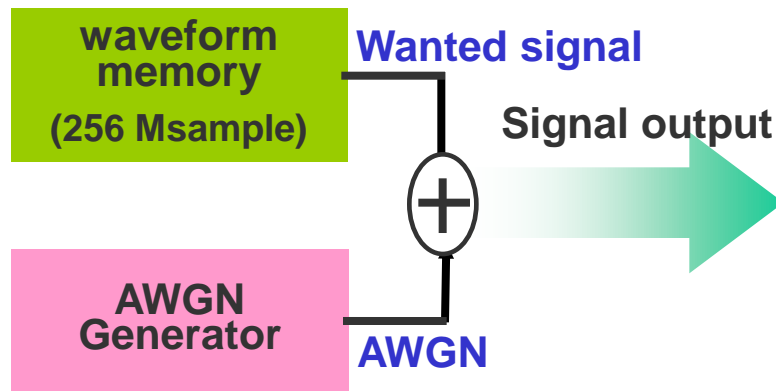 waveform
memory
(256 Msample)
Wanted signal
Signal output
+
AWGN
Generator
AWGN